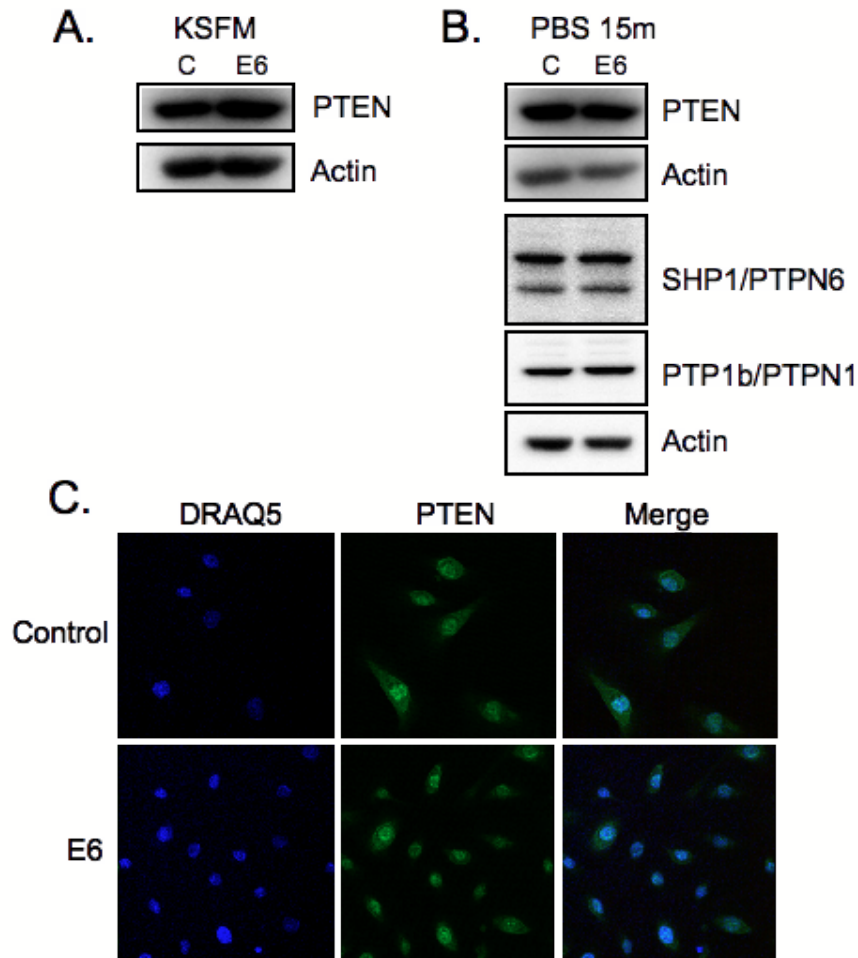 A.
KSFM
C E6
PTEN
Actin
B.
PBS 15m
C E6
PTEN
Actin
SHP1/PTPN6
PTP1b/PTPN1
Actin
C.
DRAQ5 PTEN Merge
Control
E6